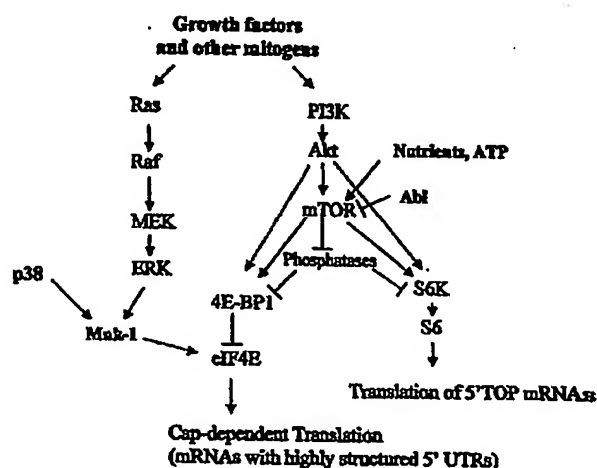 Growth factors
and other mitogens
Ras
PI3K
Raf
Akt
Nutrients, ATP
mTOR
Abl
MEK
Phosphatases
ERK
p38
4E-BP1
S6K
Mnk-1
eIF4E
S6
Translation of 5'TOP mRNAs
Cap-dependent Translation
(mRNAs with highly structured 5' UTRs)